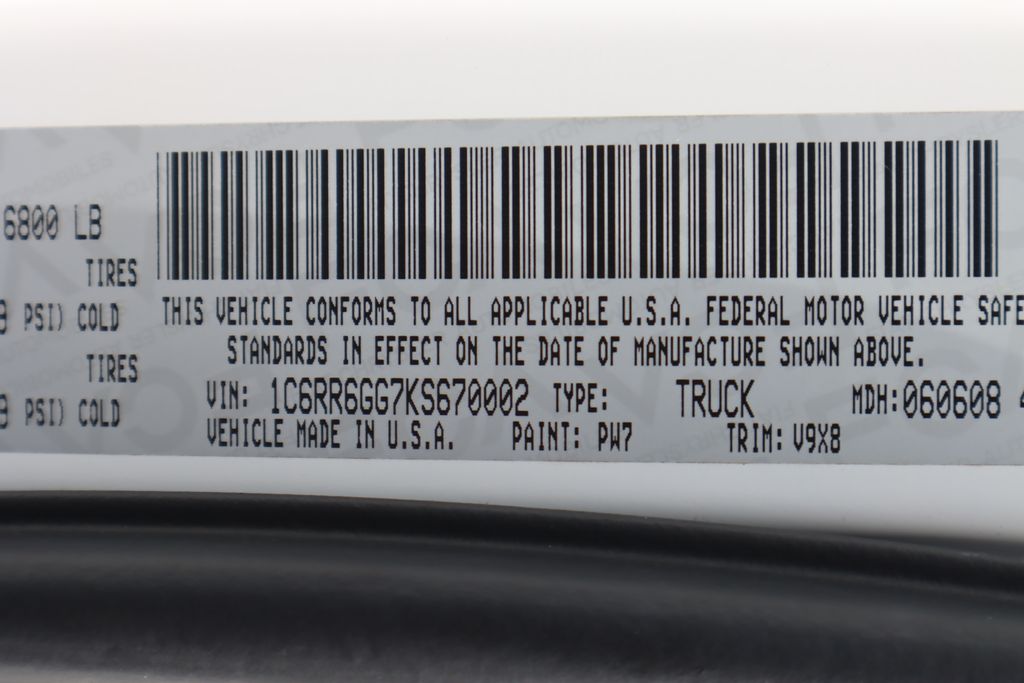 6800 LB
TIRES
PSI) COLD
TIRES
PSI) COLD
THIS VEHICLE CONFORMS TO ALL APPLICABLE U.S.A. FEDERAL MOTOR VEHICLE SAFE
STANDARDS IN EFFECT ON THE DATE OF MANUFACTURE SHOWN ABOVE.
VIN: 1C6RR6GG7KS670002 TYPE: TRUCK MDH:060608 4
VEHICLE MADE IN U.S.A. PAINT: PW7 TRIM: V9X8